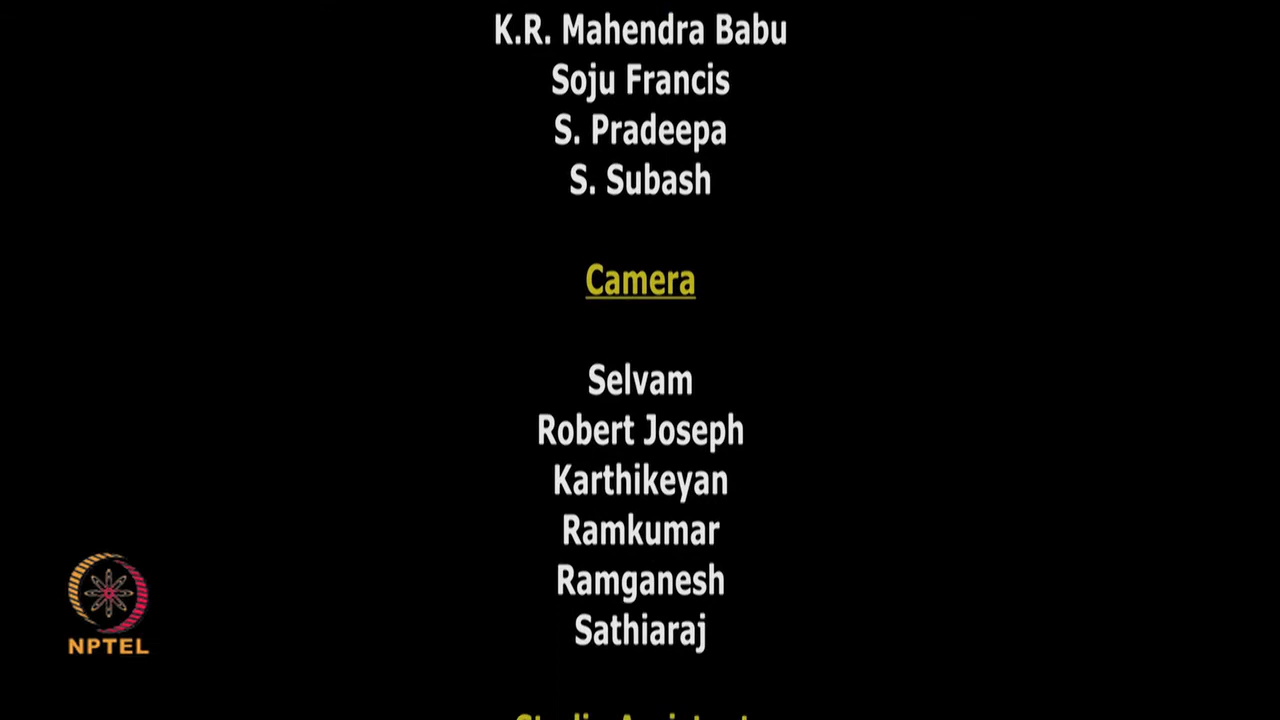 K.R. Mahendra Babu
Soju Francis
S. Pradeepa
S. Subash
Camera
Selvam
Robert Joseph
Karthikeyan
Ramkumar
Ramganesh
Sathiaraj
NPTEL